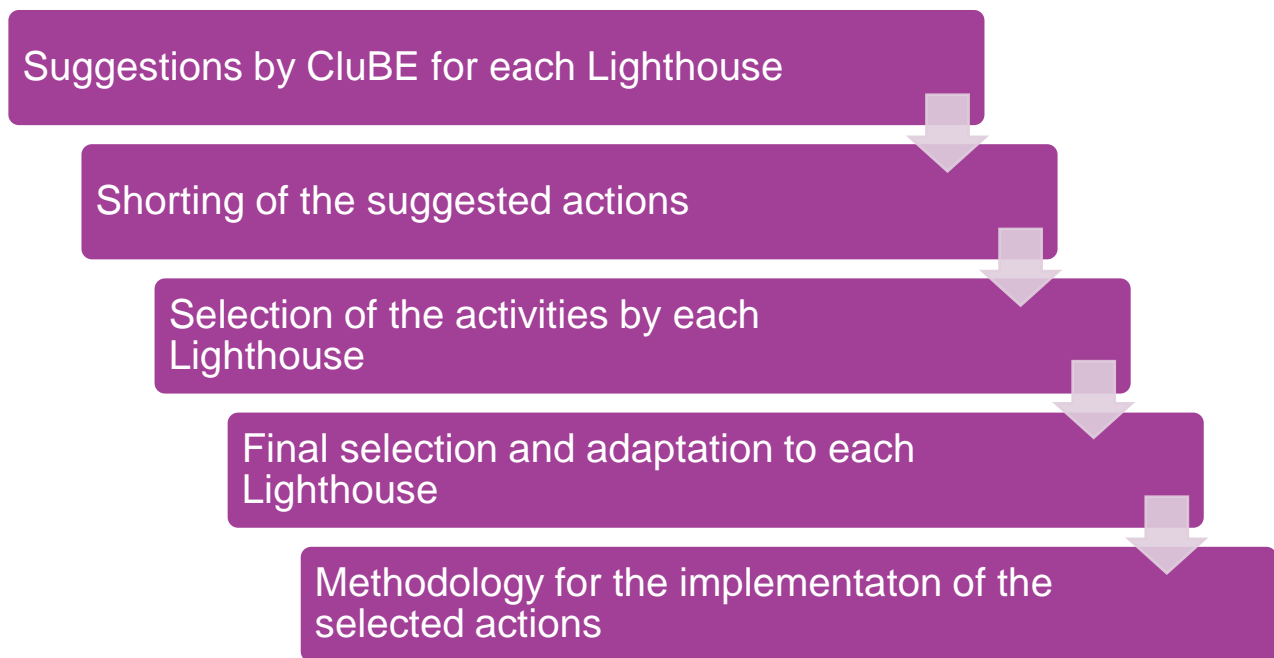 Suggestions by CluBE for each Lighthouse
Shorting of the suggested actions
Selection of the activities by each
Lighthouse
Final selection and adaptation to each
Lighthouse
Methodology for the implementaton of the
selected actions